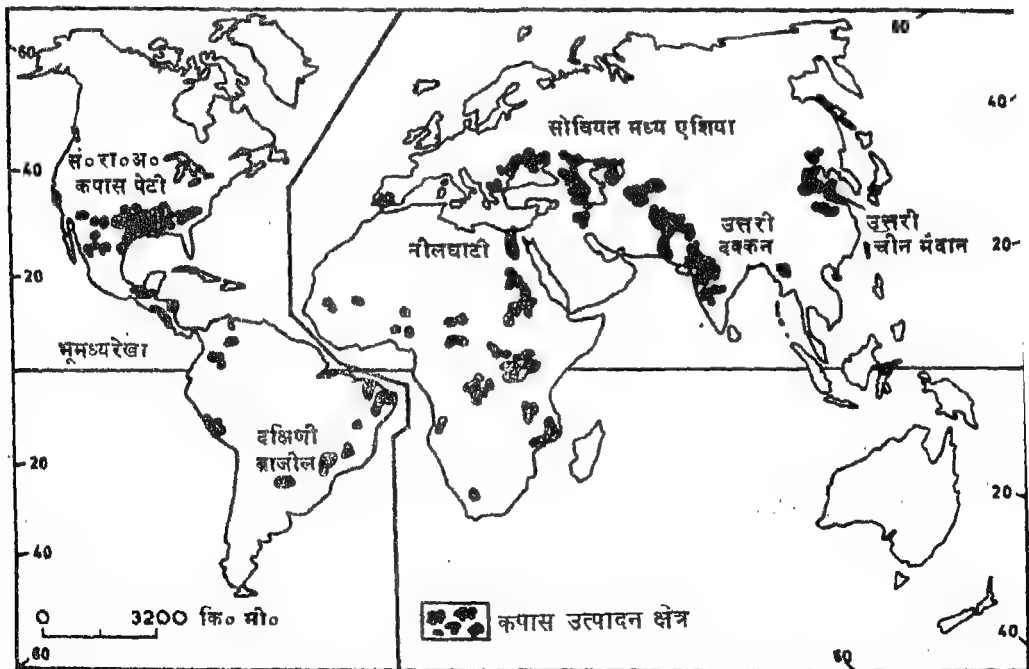 60
60
40
सोवियत मध्य एशिया
सं॰रा॰अ॰
कपास पेटी
40
उत्तरी
दक्कन
उत्तरी
चीन मैदान
नीलघाटी
20
20
भूमध्यरेखा
दक्षिणी
ब्राजील
20
20
40
0 3200 कि॰ मी॰
कपास उत्पादन क्षेत्र
40
60
60